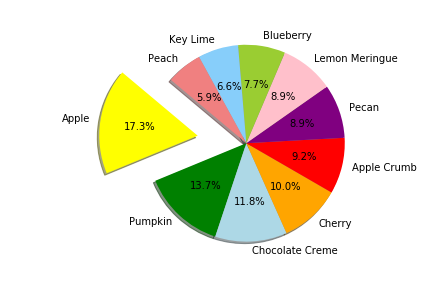 Blueberry
Key Lime
Lemon Meringue
Peach
7.7%
6.6%
8.9%
5.9%
Pecan
Apple
17.3%
8.9%
9.2%
Apple Crumb
13.7%
10.0%
11.8%
Pumpkin
Cherry
Chocolate Creme